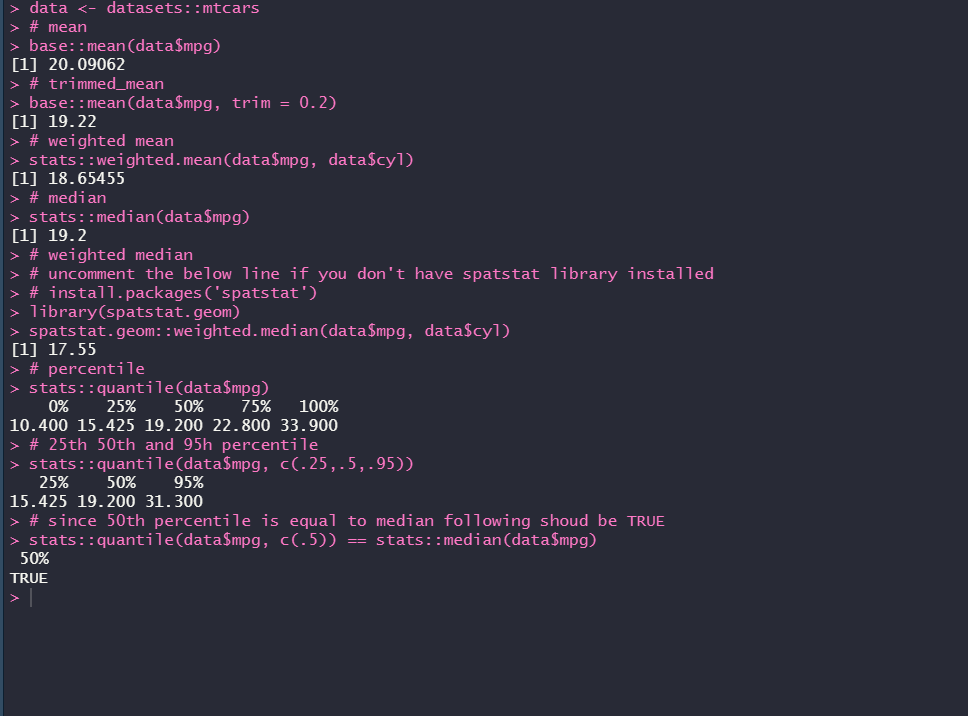 > data <- datasets::mtcars
> # mean
> base::mean(data$mpg)
[1] 20.09062
> # trimmed_mean
> base::mean(data$mpg, trim = 0.2)
[1] 19.22
> # weighted mean
> stats::weighted.mean(data$mpg, data$cyl)
[1] 18.65455
> # median
> stats::median(data$mpg)
[1] 19.2
> # weighted median
> # uncomment the below line if you don't have spatstat library installed
> # install.packages('spatstat')
> library(spatstat.geom)
> spatstat.geom::weighted.median(data$mpg, data$cyl)
[1] 17.55
> # percentile
> stats::quantile(data$mpg)
    0%    25%    50%    75%   100%
10.400 15.425 19.200 22.800 33.900
> # 25th 50th and 95h percentile
> stats::quantile(data$mpg, c(.25,.5,.95))
   25%    50%    95%
15.425 19.200 31.300
> # since 50th percentile is equal to median following shoud be TRUE
> stats::quantile(data$mpg, c(.5)) == stats::median(data$mpg)
 50%
TRUE
>